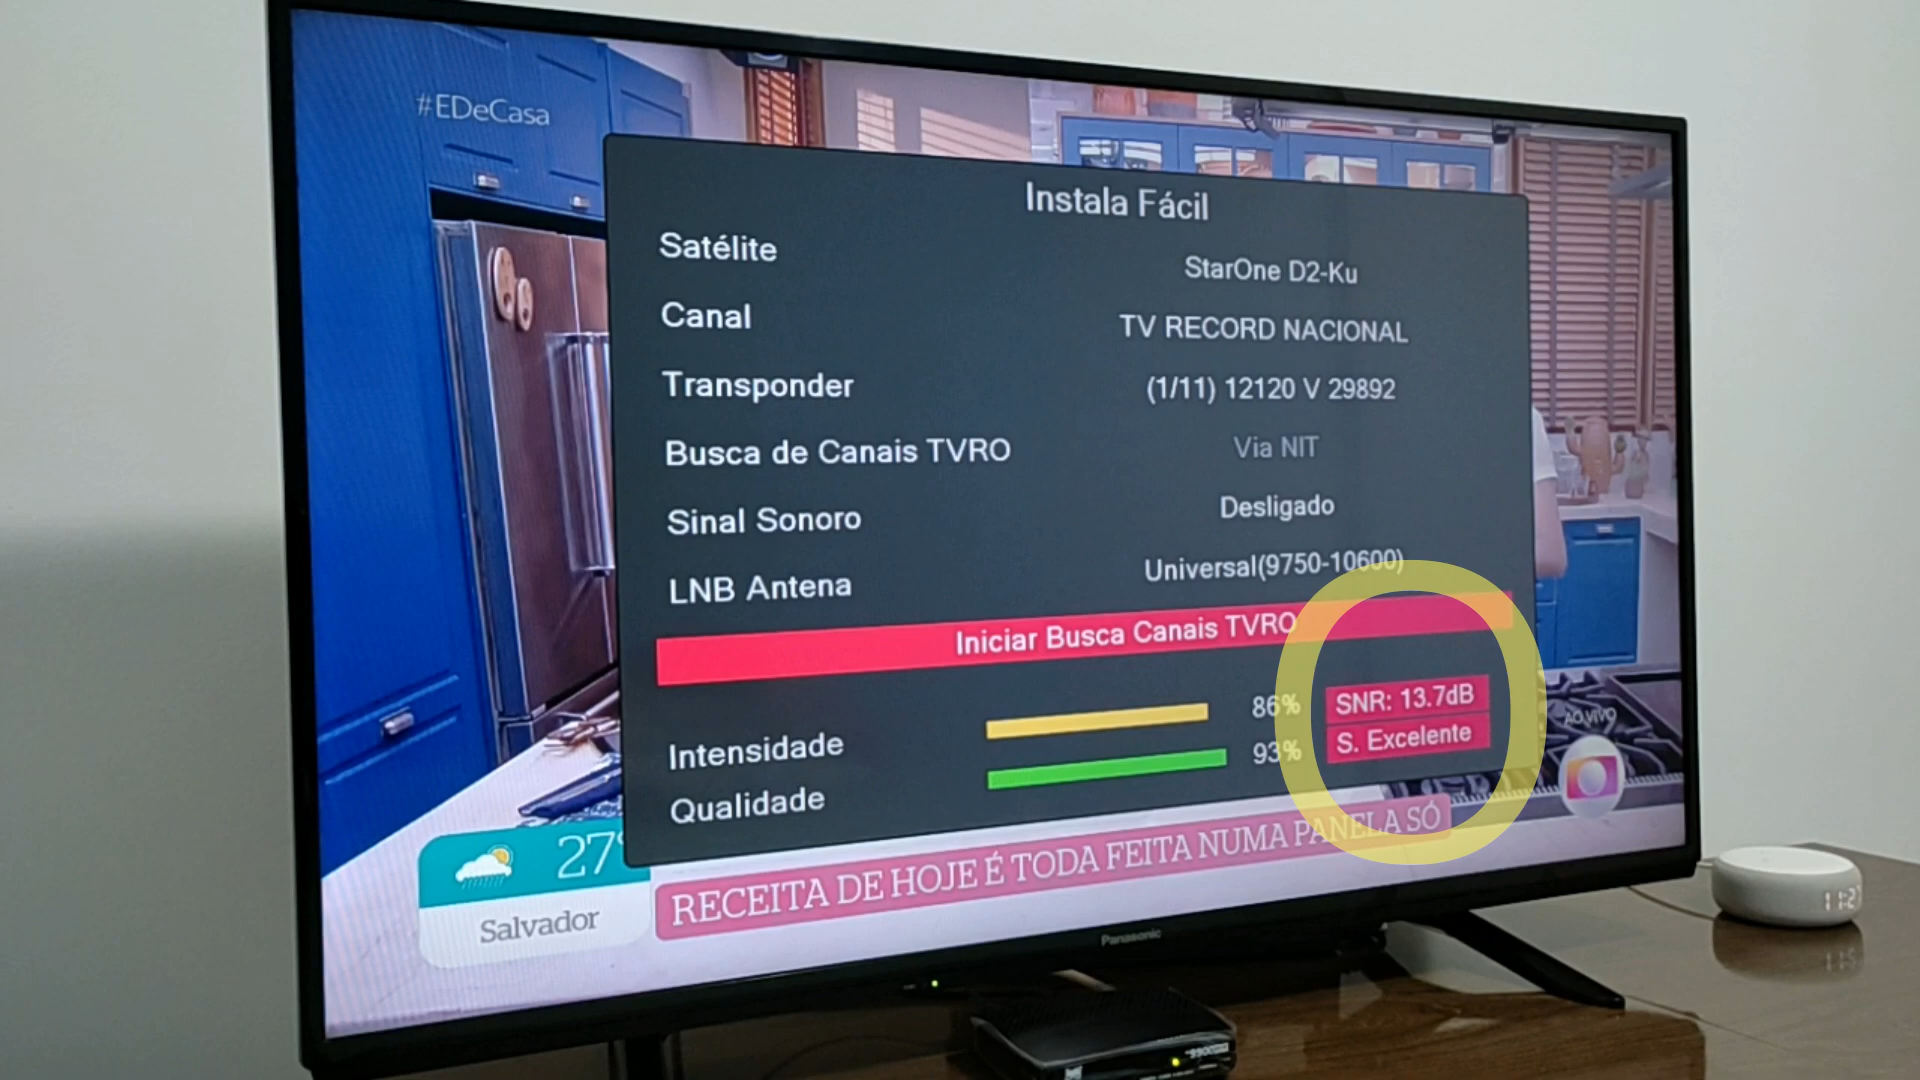 #EDeCasa
Instala Fácil
Satélite StarOne D2-Ku
Canal TV RECORD NACIONAL
Transponder (1/11) 12120 V 29892
Busca de Canais TVRO Via NIT
Sinal Sonoro Desligado
LNB Antena Universal(9750-10600)
Iniciar Busca Canais TVRO
Intensidade 86% SNR: 13.7dB
Qualidade 93% S. Excelente
AO VIVO
27°
Salvador
RECEITA DE HOJE É TODA FEITA NUMA PANELA SÓ
Panasonic